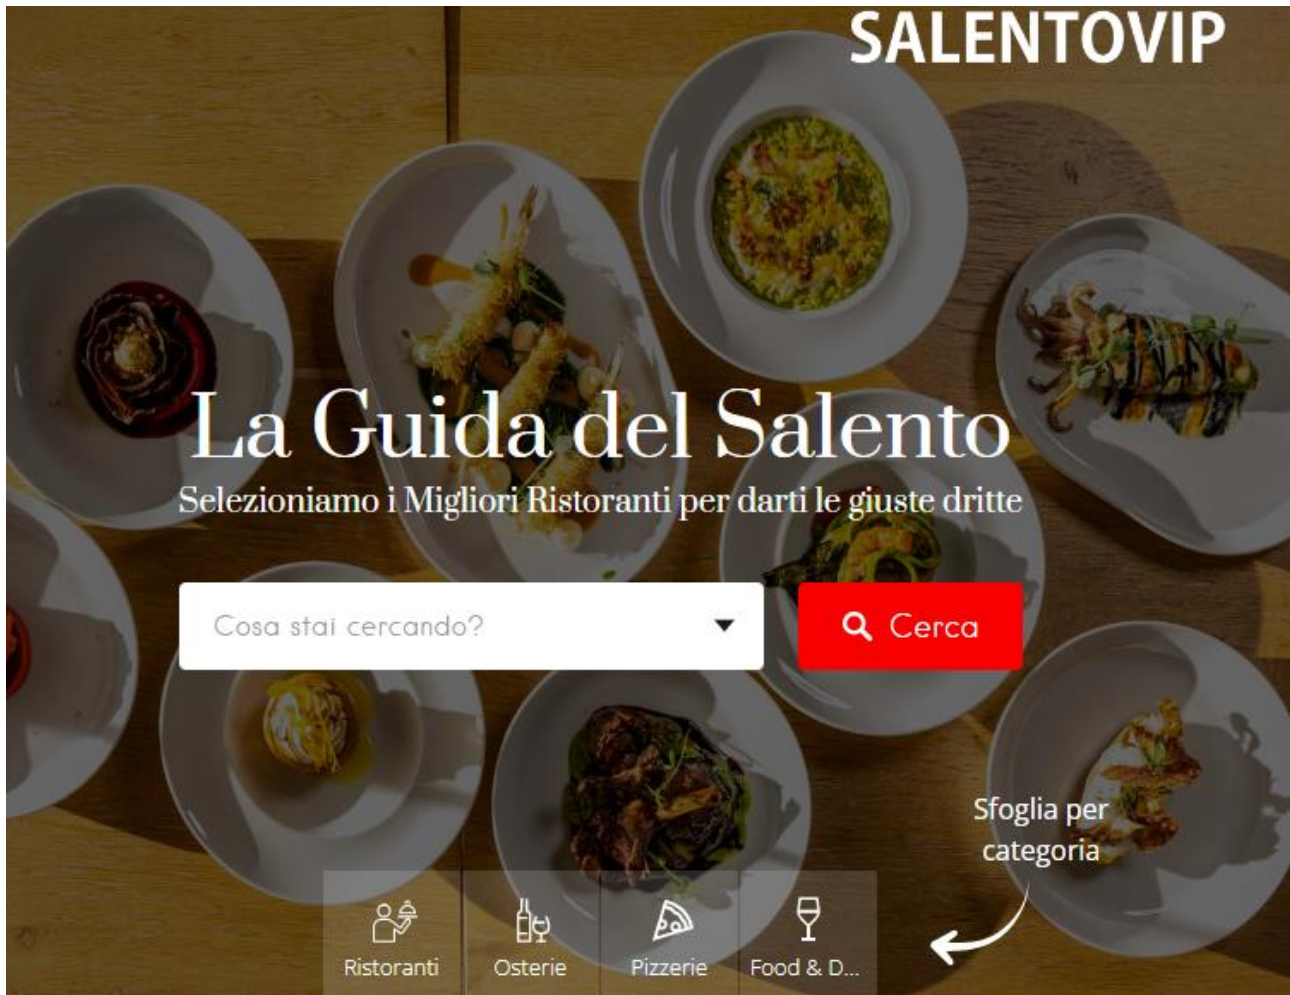 SALENTOVIP
La Guida del Salento
Selezioniamo i Migliori Ristoranti per darti le giuste dritte
Cosa stai cercando?
Cerca
Sfoglia per
categoria
Ristoranti
Osterie
Pizzerie
Food & D...